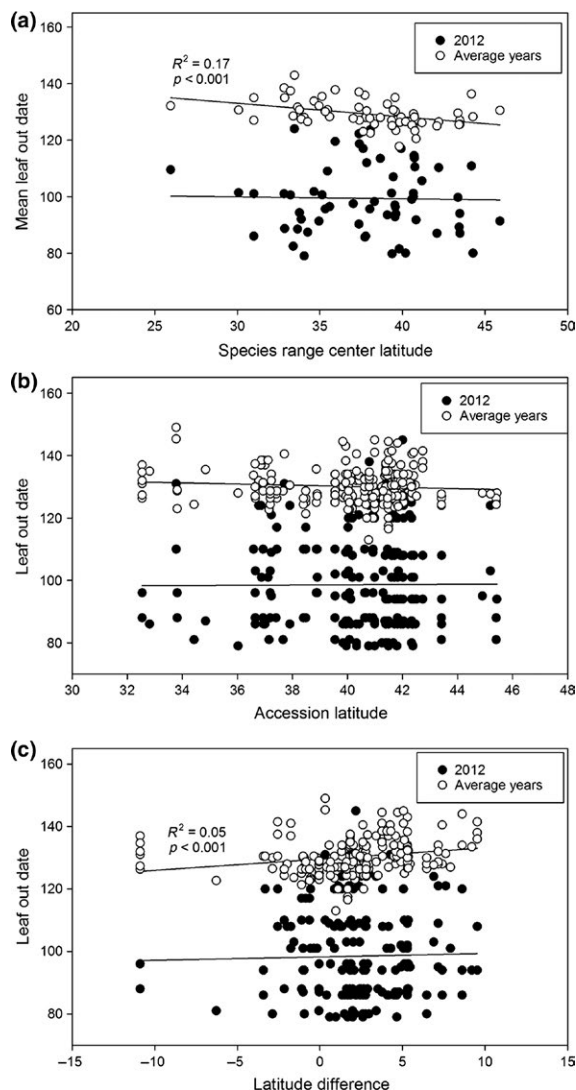 (a)
160
140
120
100
80
60
Mean leaf out date
R² = 0.17
p < 0.001
2012
Average years
20 25 30 35 40 45 50
Species range center latitude
(b)
160
140
120
100
80
Leaf out date
2012
Average years
30 32 34 36 38 40 42 44 46 48
Accession latitude
(c)
160
140
120
100
80
Leaf out date
R² = 0.05
p < 0.001
2012
Average years
–15 –10 –5 0 5 10 15
Latitude difference